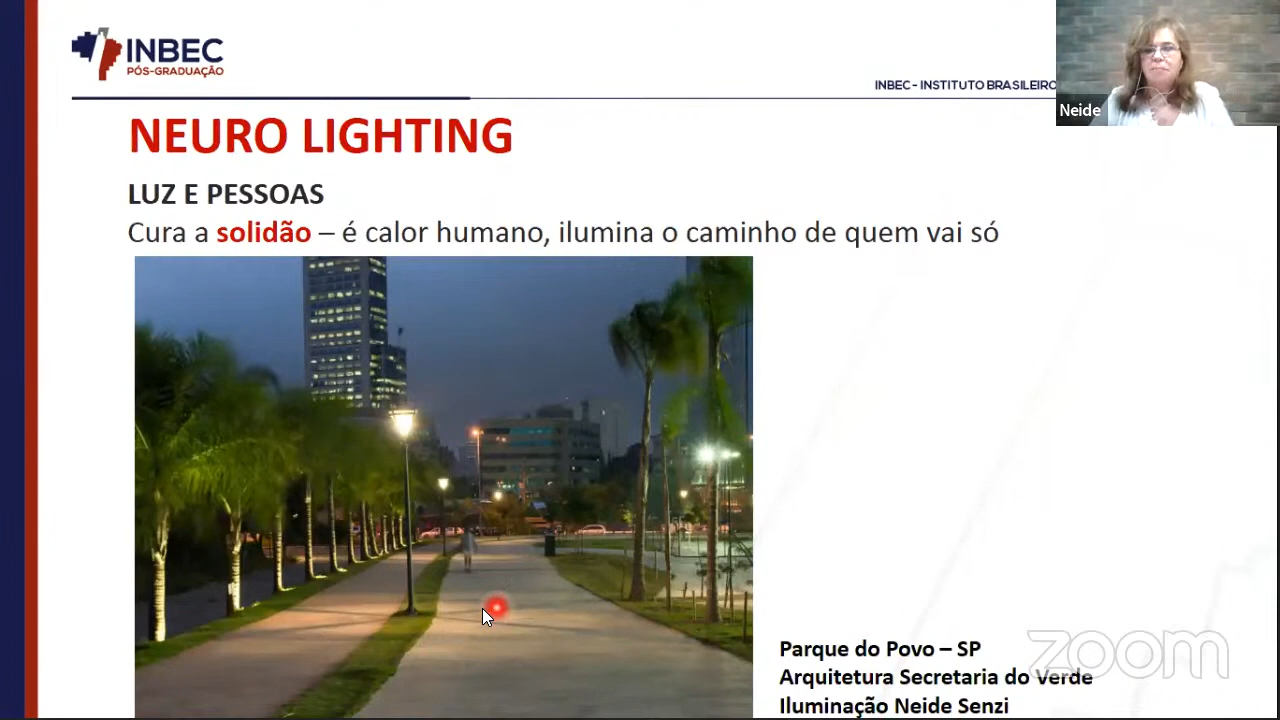 INBEC
PÓS-GRADUAÇÃO
INBEC - INSTITUTO BRASILEIRO
Neide
NEURO LIGHTING
LUZ E PESSOAS
Cura a solidão – é calor humano, ilumina o caminho de quem vai só
Parque do Povo – SP
Arquitetura Secretaria do Verde
Iluminação Neide Senzi
zoom